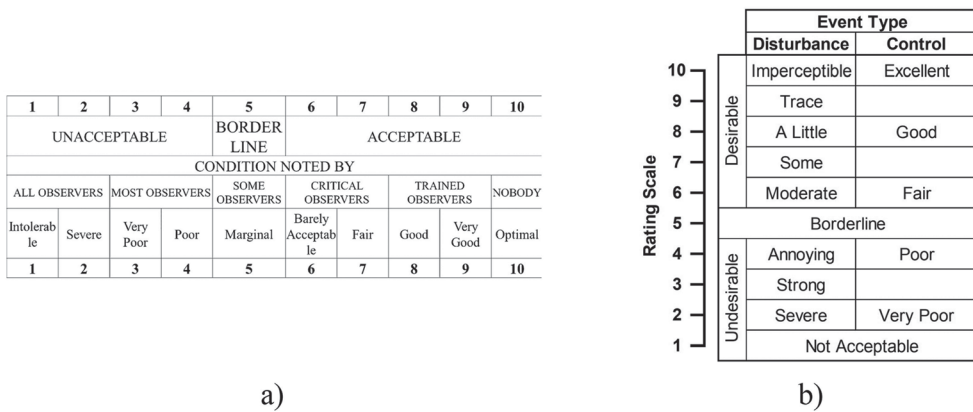 1 2 3 4 5 6 7 8 9 10
UNACCEPTABLE BORDER LINE ACCEPTABLE
CONDITION NOTED BY
ALL OBSERVERS MOST OBSERVERS SOME OBSERVERS CRITICAL OBSERVERS TRAINED OBSERVERS NOBODY
Intolerab le Severe Very Poor Poor Marginal Barely Acceptab le Fair Good Very Good Optimal
1 2 3 4 5 6 7 8 9 10
a)
Event Type
Disturbance Control
Rating Scale
Desirable
10 Imperceptible Excellent
9 Trace
8 A Little Good
7 Some
6 Moderate Fair
5 Borderline
Undesirable
4 Annoying Poor
3 Strong
2 Severe Very Poor
1 Not Acceptable
b)